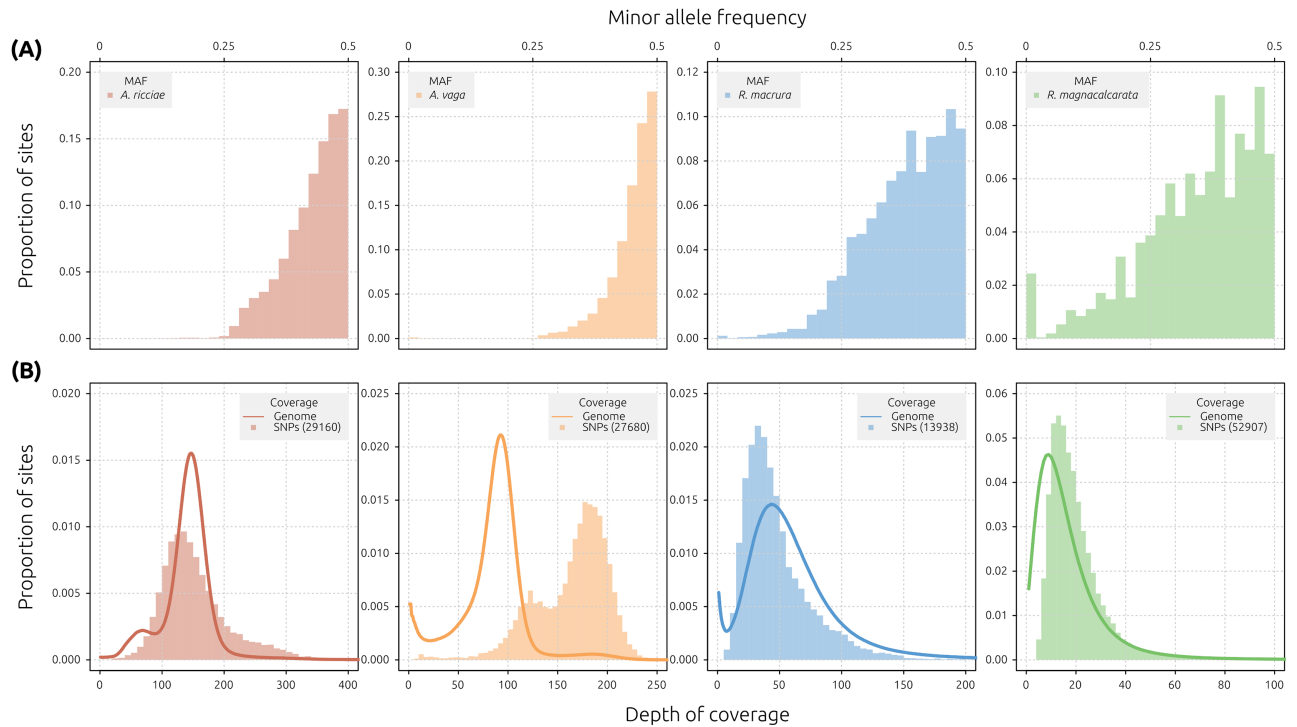 Minor allele frequency
(A)
0 0.25 0.5 0 0.25 0.5 0 0.25 0.5 0 0.25 0.5
Proportion of sites
0.20
0.15
0.10
0.05
0.00
MAF
A. ricciae
0.30
0.25
0.20
0.15
0.10
0.05
0.00
MAF
A. vaga
0.12
0.10
0.08
0.06
0.04
0.02
0.00
MAF
R. macrura
0.10
0.08
0.06
0.04
0.02
0.00
MAF
R. magnacalcarata
(B)
Proportion of sites
0.020
0.015
0.010
0.005
0.000
Coverage
Genome
SNPs (29160)
0.025
0.020
0.015
0.010
0.005
0.000
Coverage
Genome
SNPs (27680)
0.025
0.020
0.015
0.010
0.005
0.000
Coverage
Genome
SNPs (13938)
0.06
0.05
0.04
0.03
0.02
0.01
0.00
Coverage
Genome
SNPs (52907)
0 100 200 300 400 0 50 100 150 200 250 0 50 100 150 200 0 20 40 60 80 100
Depth of coverage